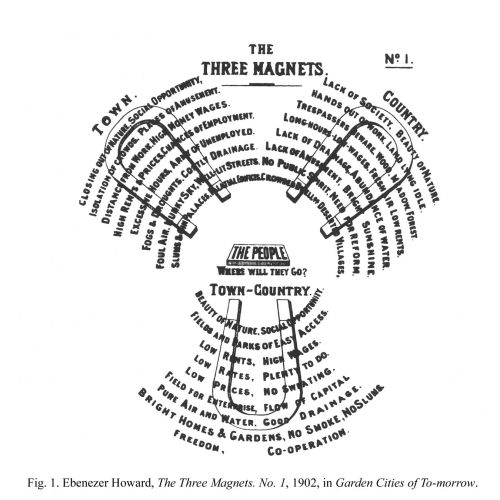 THE
THREE MAGNETS.
Nº 1.
TOWN.
CLOSING OUT OF NATURE. SOCIAL OPPORTUNITY.
ISOLATION OF CROWDS. PLACES OF AMUSEMENT.
DISTANCE FROM WORK. HIGH MONEY WAGES.
HIGH RENTS & PRICES. CHANCES OF EMPLOYMENT.
EXCESSIVE HOURS. ARMY OF UNEMPLOYED.
FOGS & DROUGHTS. COSTLY DRAINAGE.
FOUL AIR. MURKY SKY. WELL-LIT STREETS.
SLUMS & GIN PALACES. PALATIAL EDIFICES.
COUNTRY.
LACK OF SOCIETY. BEAUTY OF NATURE.
HANDS OUT OF WORK. LAND LYING IDLE.
TRESPASSERS BEWARE. WOOD, MEADOW, FOREST.
LONG HOURS. LOW WAGES. FRESH AIR. LOW RENTS.
LACK OF DRAINAGE. ABUNDANCE OF WATER.
LACK OF AMUSEMENT. BRIGHT SUNSHINE.
NO PUBLIC SPIRIT. NEED FOR REFORM.
CROWDED DWELLINGS. DESERTED VILLAGES.
THE PEOPLE
WHERE WILL THEY GO?
TOWN-COUNTRY.
BEAUTY OF NATURE. SOCIAL OPPORTUNITY.
FIELDS AND PARKS OF EASY ACCESS.
LOW RENTS, HIGH WAGES.
LOW RATES, PLENTY TO DO.
LOW PRICES, NO SWEATING.
FIELD FOR ENTERPRISE, FLOW OF CAPITAL
PURE AIR AND WATER, GOOD DRAINAGE.
BRIGHT HOMES & GARDENS, NO SMOKE, NO SLUMS
FREEDOM, CO-OPERATION.
Fig. 1. Ebenezer Howard, The Three Magnets. No. 1, 1902, in Garden Cities of To-morrow.